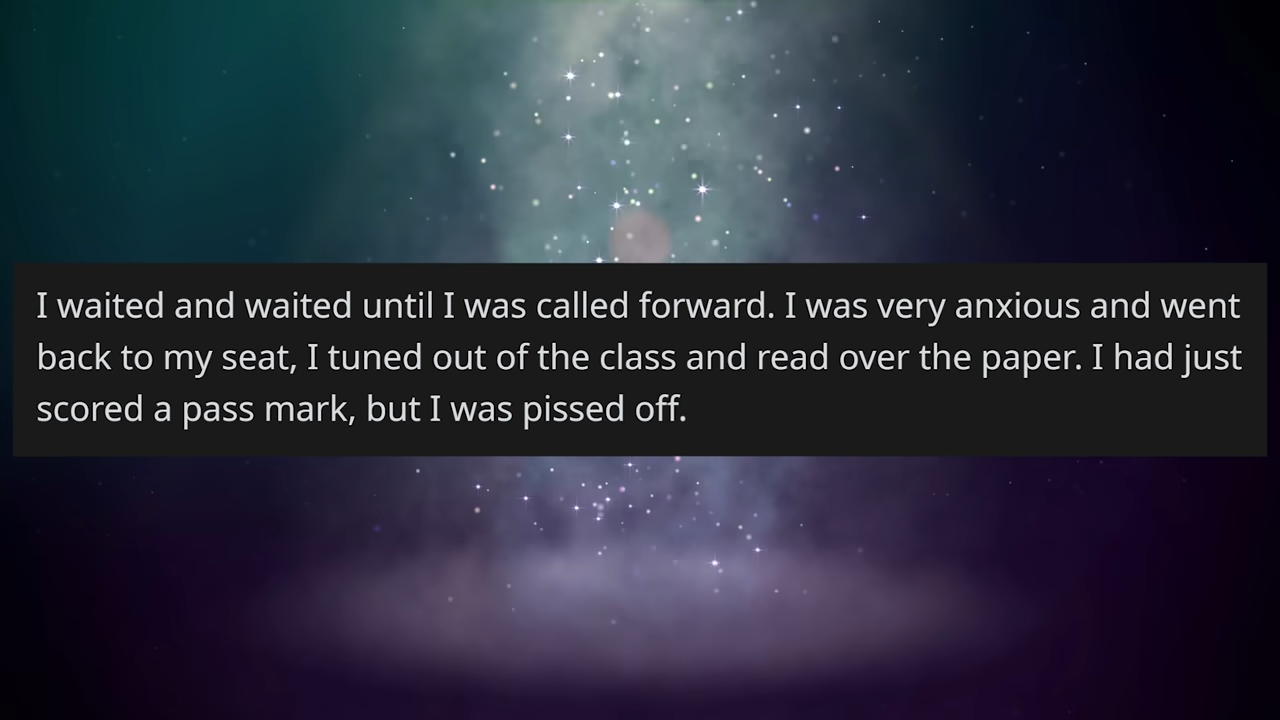 I waited and waited until I was called forward. I was very anxious and went
back to my seat, I tuned out of the class and read over the paper. I had just
scored a pass mark, but I was pissed off.